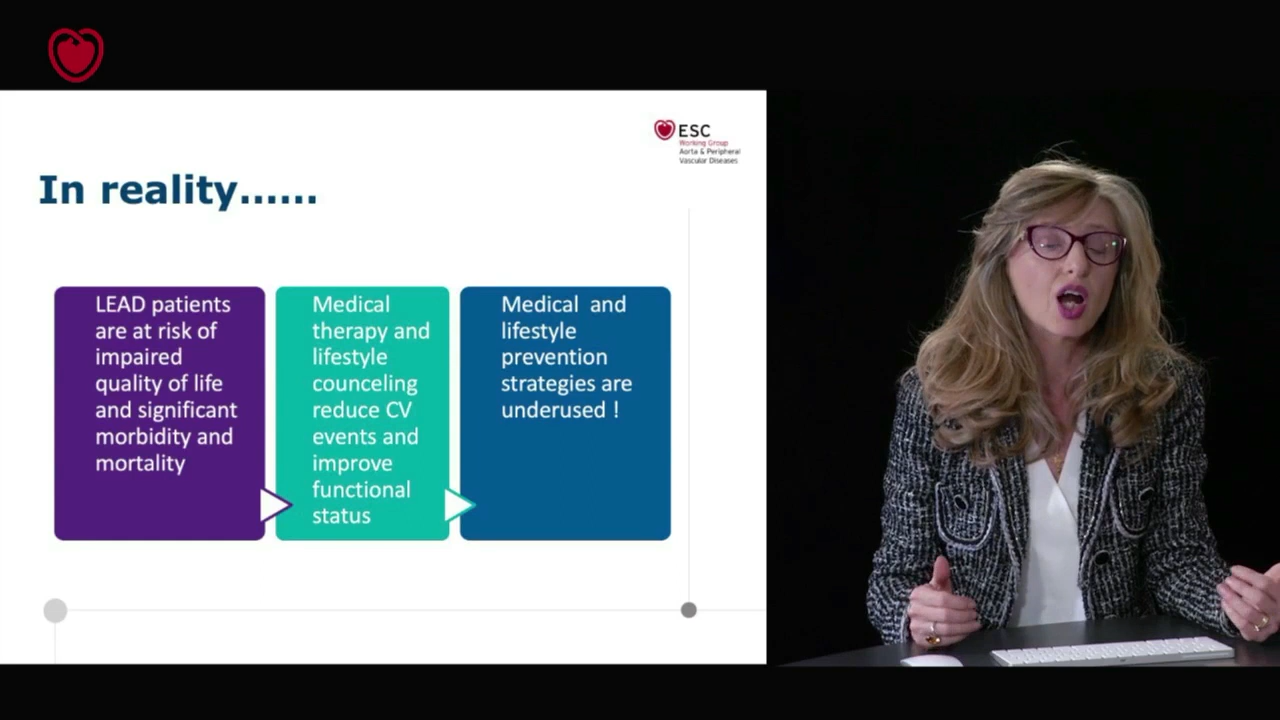 ESC
Working Group
Aorta & Peripheral
Vascular Diseases
In reality......
LEAD patients
are at risk of
impaired
quality of life
and significant
morbidity and
mortality
Medical
therapy and
lifestyle
counceling
reduce CV
events and
improve
functional
status
Medical and
lifestyle
prevention
strategies are
underused !